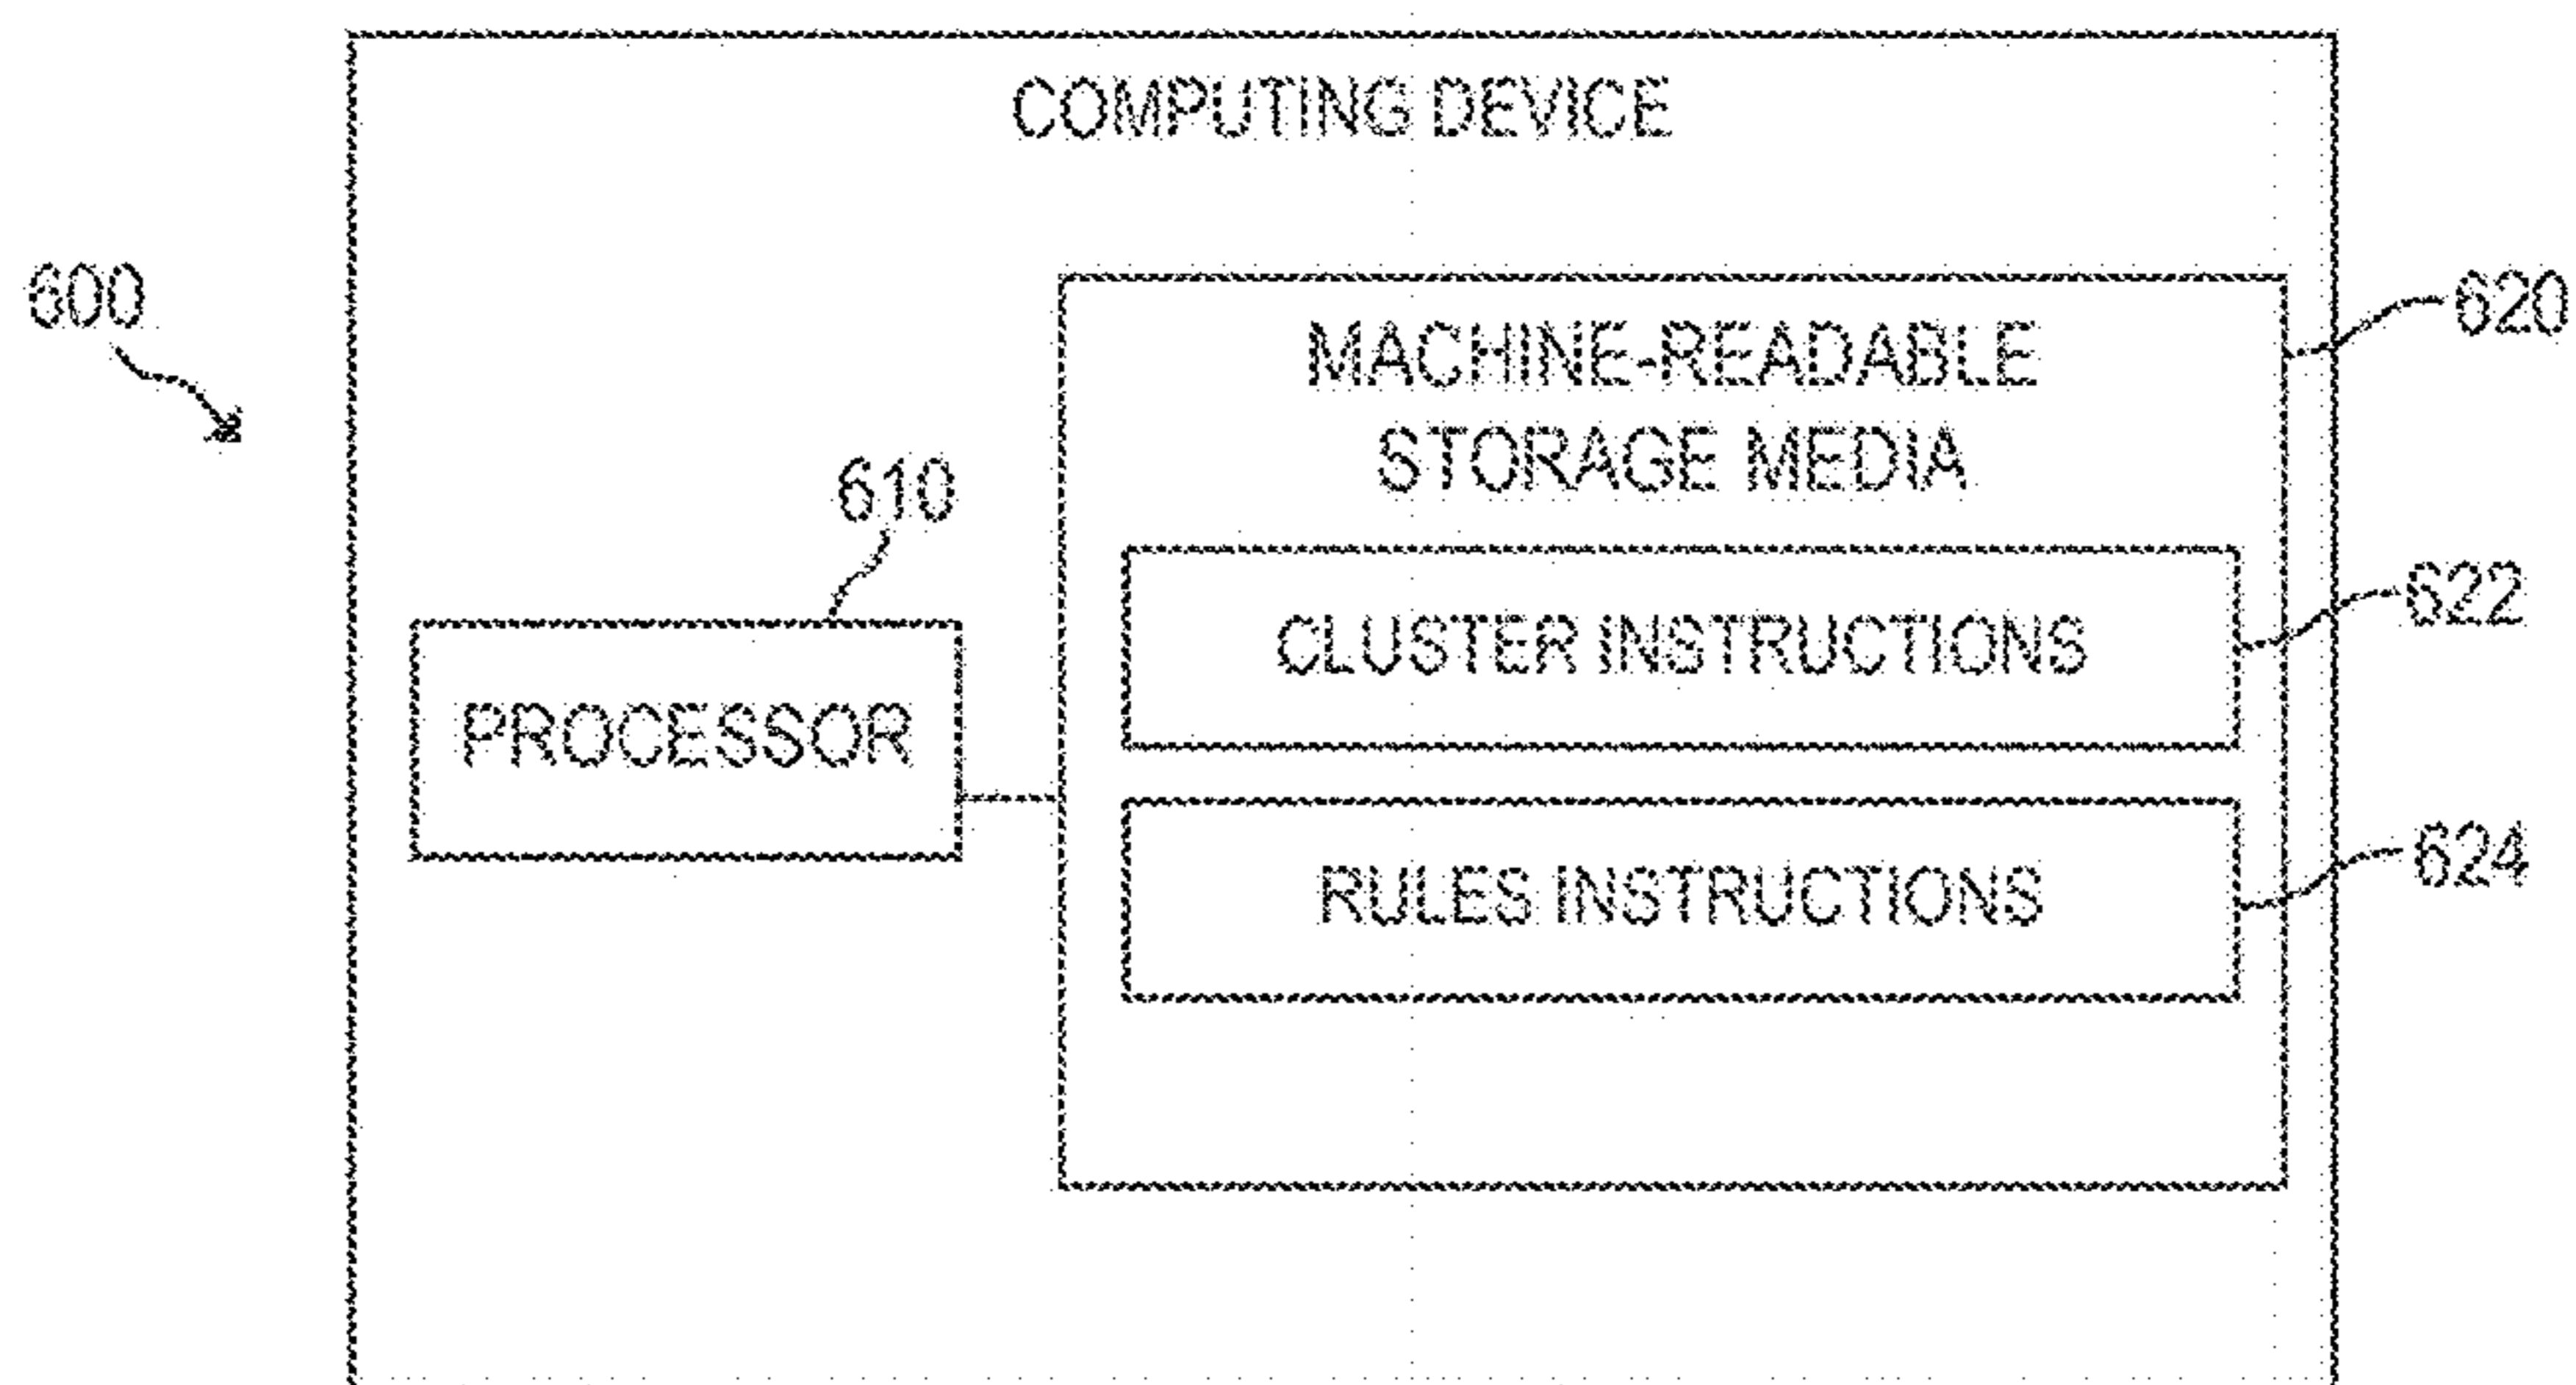 COMPUTING DEVICE
600
620
MACHINE-READABLE
STORAGE MEDIA
610
622
CLUSTER INSTRUCTIONS
PROCESSOR
624
RULES INSTRUCTIONS